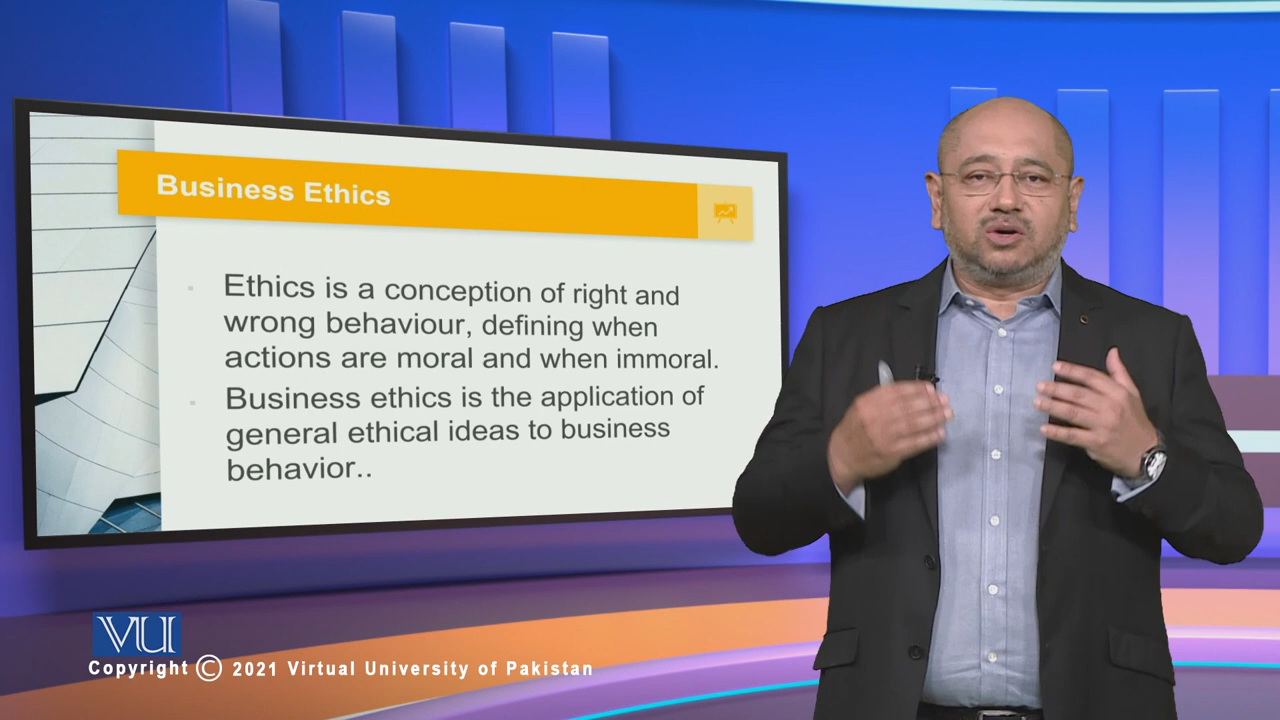 Business Ethics
Ethics is a conception of right and
wrong behaviour, defining when
actions are moral and when immoral.
Business ethics is the application of
general ethical ideas to business
behavior..
VU
Copyright © 2021 Virtual University of Pakistan